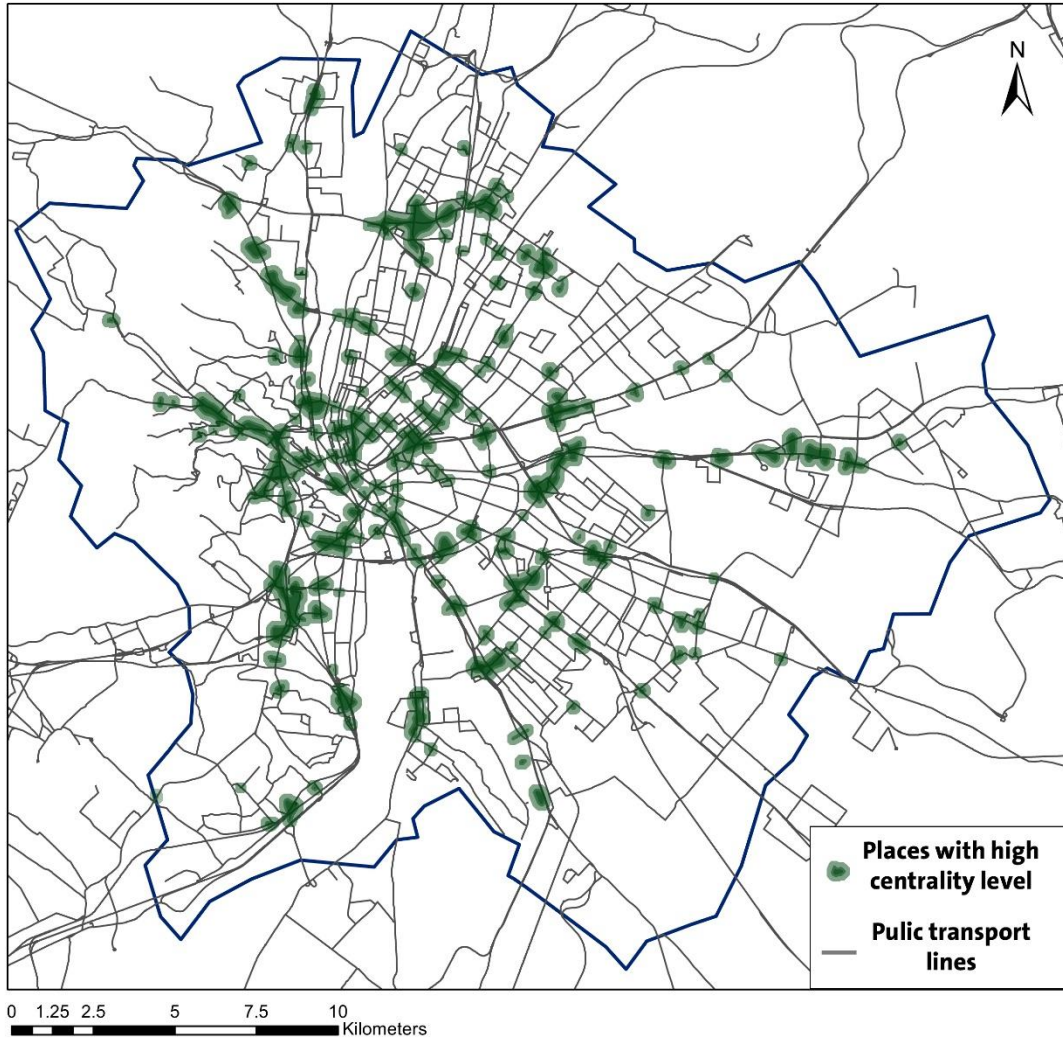 N
Places with high
centrality level
Pulic transport
lines
0 1.25 2.5 5 7.5 10
Kilometers